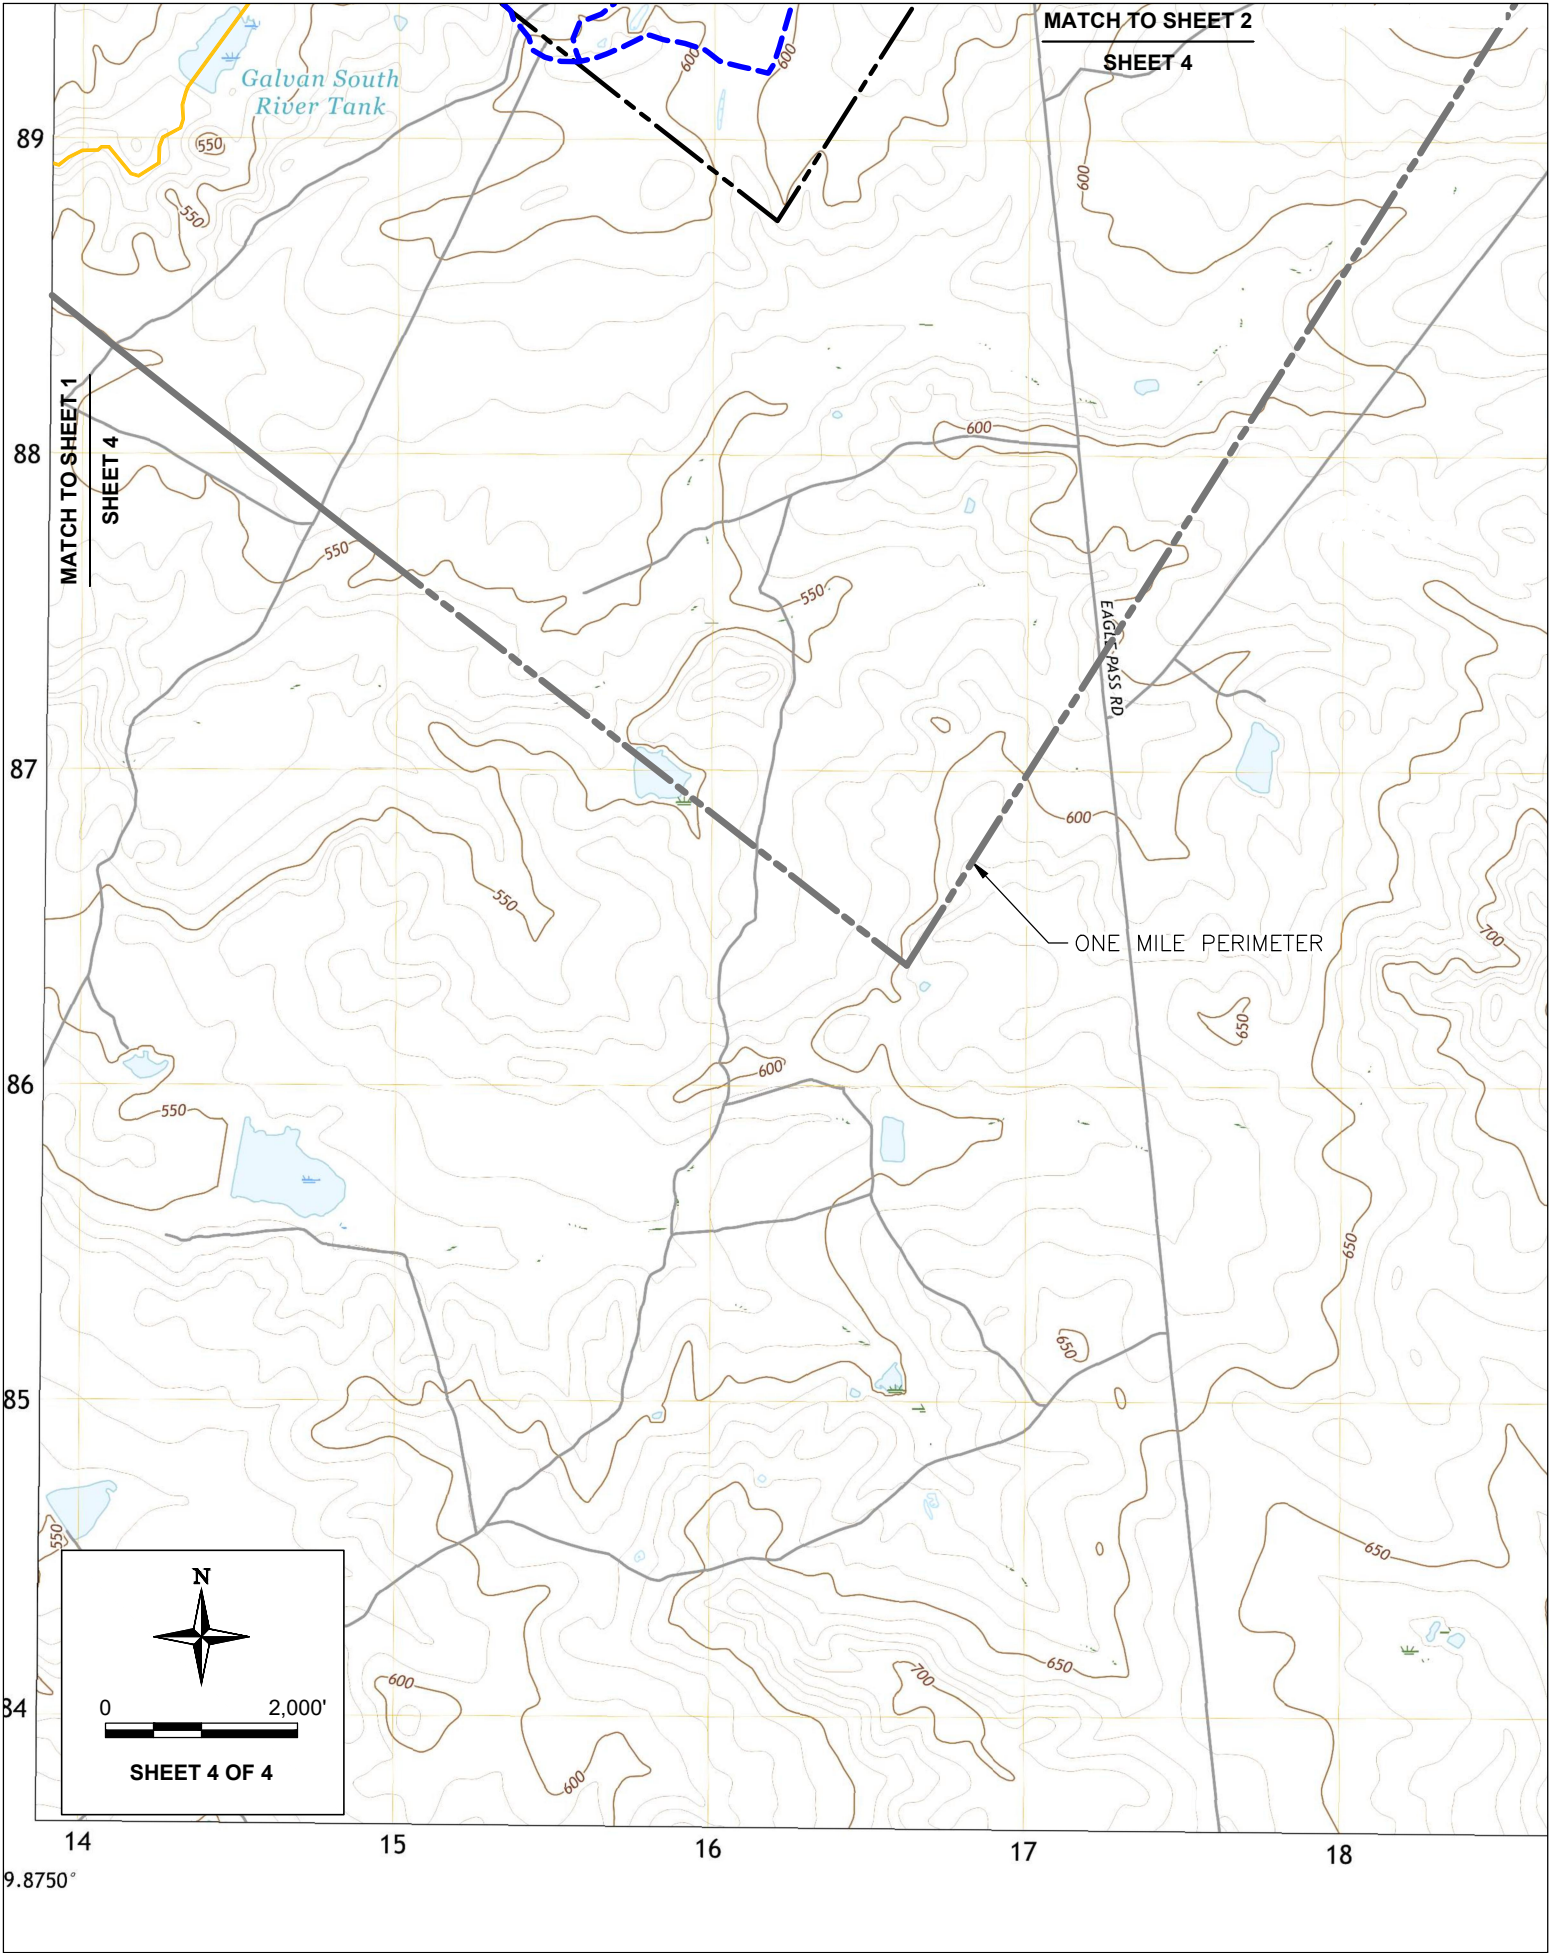 MATCH TO SHEET 2
SHEET 4
600
600
Galvan South
River Tank
89
550
550
600
MATCH TO SHEET 1
SHEET 4
88
600
550
550
EAGLE PASS RD
87
600
550
700
ONE MILE PERIMETER
650
600
86
550
650
650
85
550
650
650
700
600
600
N
0 2,000'
SHEET 4 OF 4
84
14 15 16 17 18
9.8750°